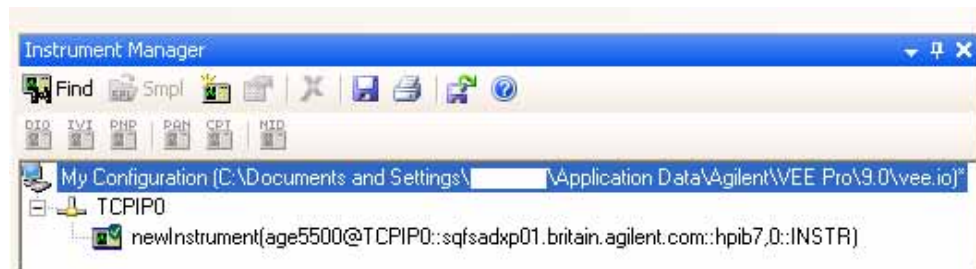 Instrument Manager
Find Smpl
DIO IVI PNP PAN CPT NID
My Configuration (C:\Documents and Settings\ \Application Data\Agilent\VEE Pro\9.0\vee.io)*
TCPIP0
newInstrument(age5500@TCPIP0::sqfsadxp01.britain.agilent.com::hpib7,0::INSTR)